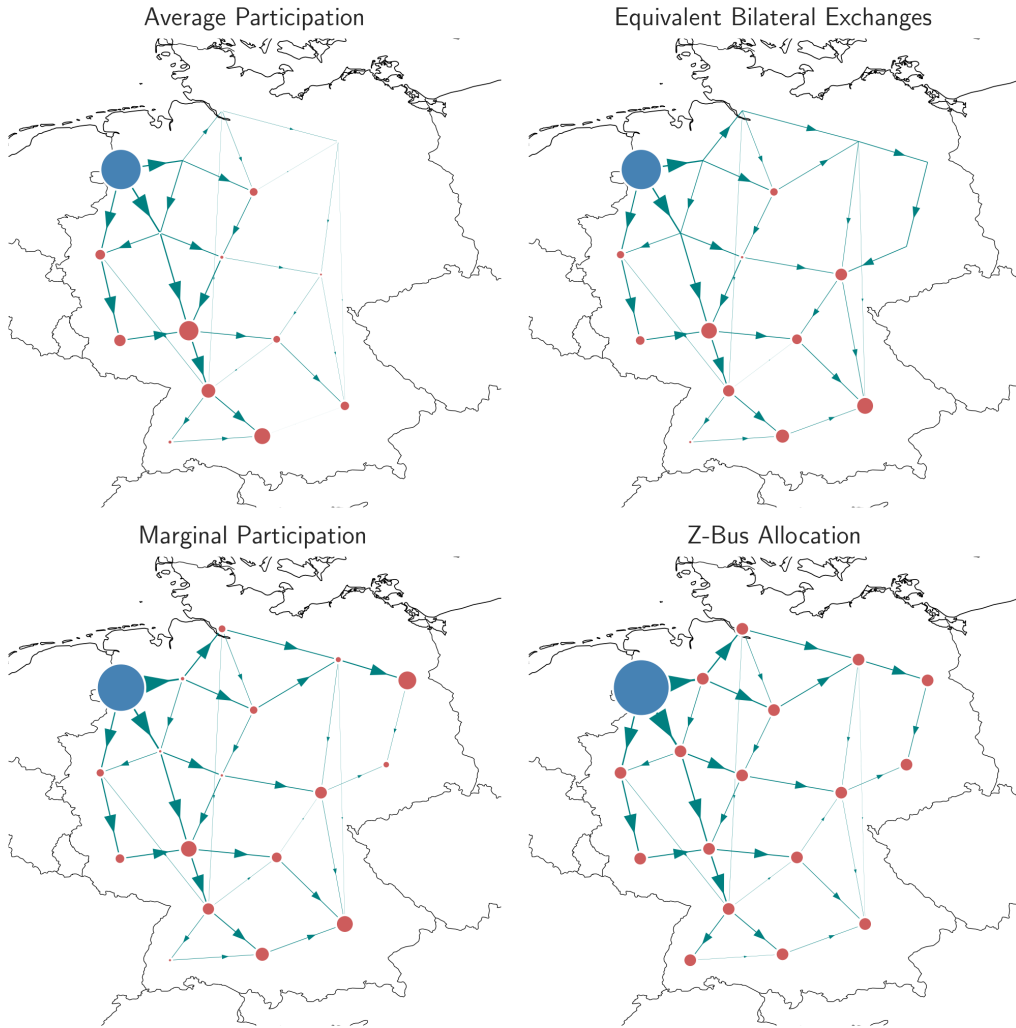 Average Participation
Equivalent Bilateral Exchanges
Marginal Participation
Z-Bus Allocation